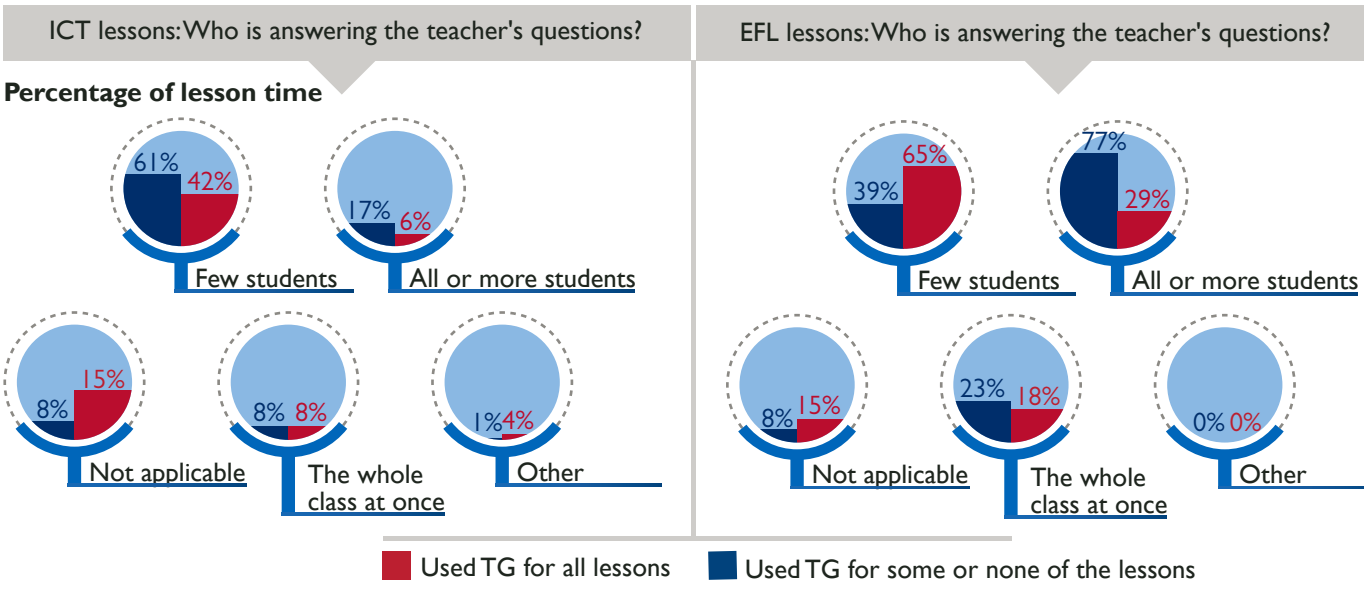 ICT lessons: Who is answering the teacher's questions?
Percentage of lesson time
61%
42%
Few students
17%
6%
All or more students
8%
15%
Not applicable
8%
8%
The whole
class at once
1%
4%
Other
EFL lessons: Who is answering the teacher's questions?
39%
65%
Few students
77%
29%
All or more students
8%
15%
Not applicable
23%
18%
The whole
class at once
0%
0%
Other
Used TG for all lessons
Used TG for some or none of the lessons